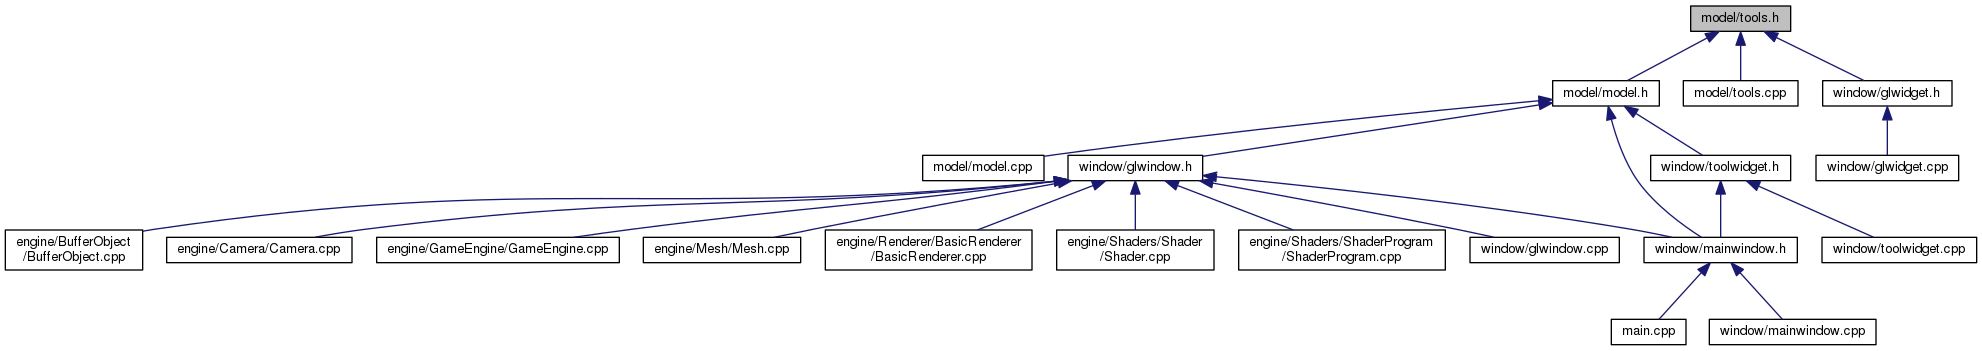 model/tools.h
model/model.h
model/tools.cpp
window/glwidget.h
model/model.cpp
window/glwindow.h
window/toolwidget.h
window/glwidget.cpp
engine/BufferObject
/BufferObject.cpp
engine/Camera/Camera.cpp
engine/GameEngine/GameEngine.cpp
engine/Mesh/Mesh.cpp
engine/Renderer/BasicRenderer
/BasicRenderer.cpp
engine/Shaders/Shader
/Shader.cpp
engine/Shaders/ShaderProgram
/ShaderProgram.cpp
window/glwindow.cpp
window/mainwindow.h
window/toolwidget.cpp
main.cpp
window/mainwindow.cpp